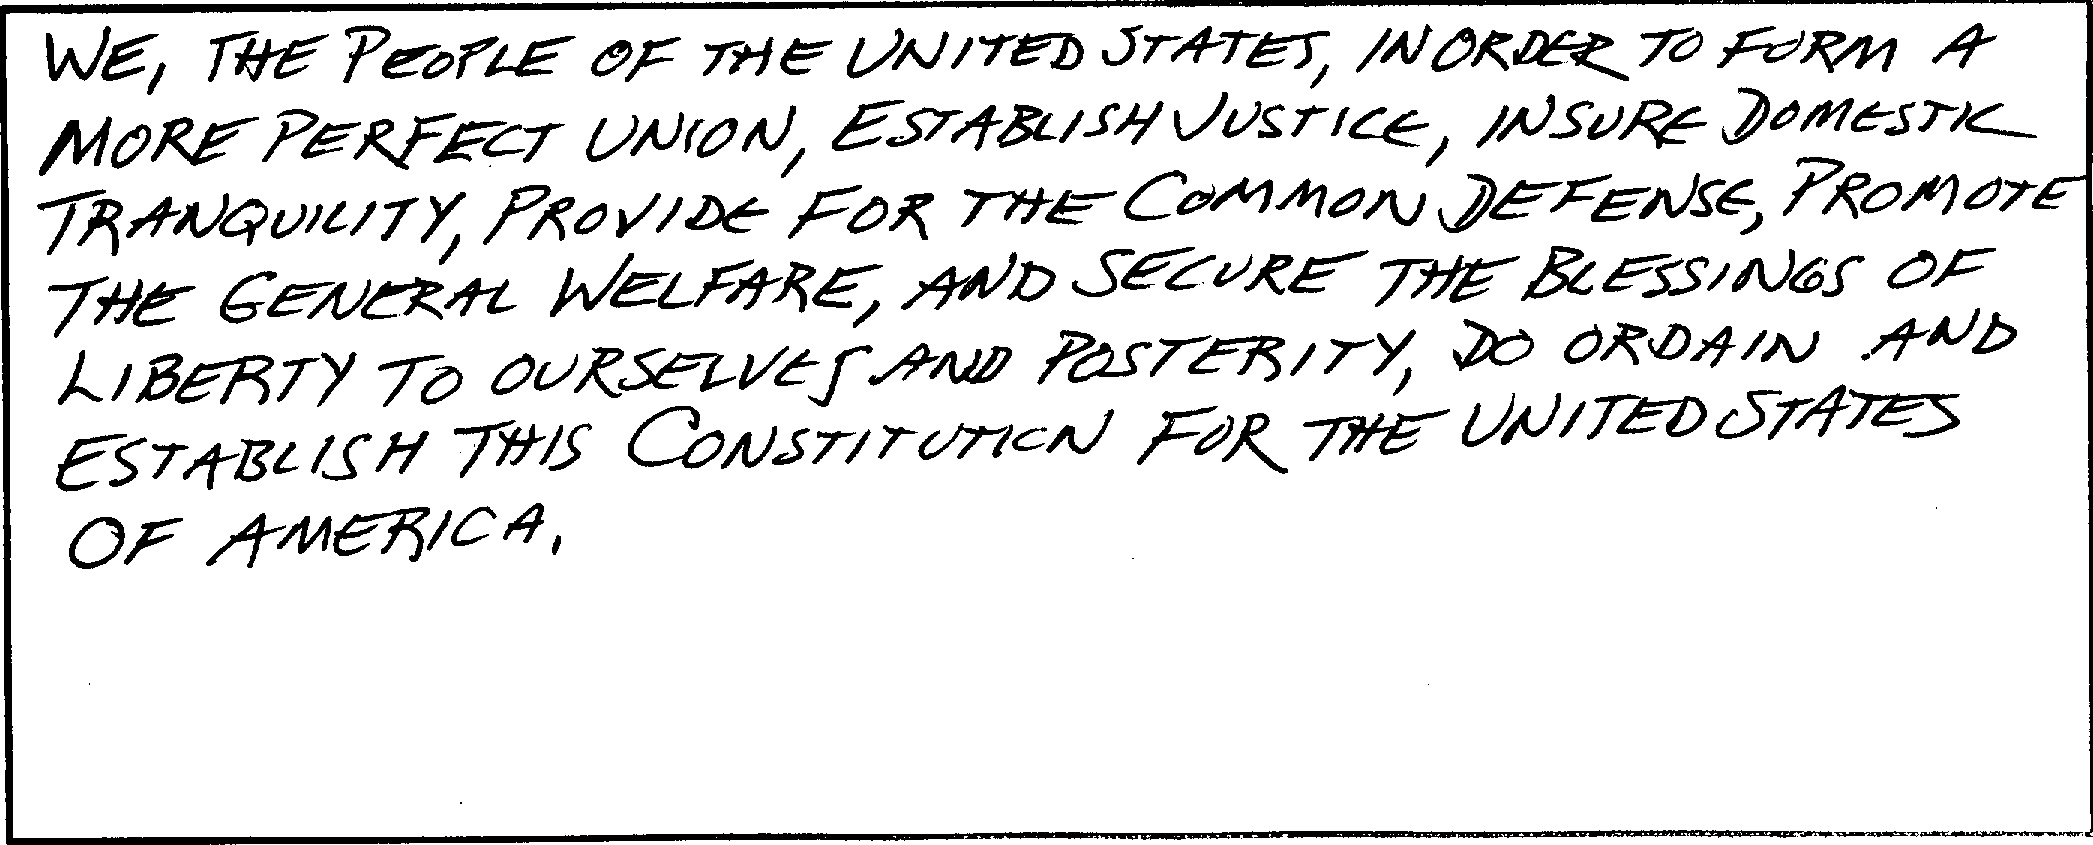 WE, THE PEOPLE OF THE UNITED STATES, IN ORDER TO FORM A
MORE PERFECT UNION, ESTABLISH JUSTICE, INSURE DOMESTIC
TRANQUILITY, PROVIDE FOR THE COMMON DEFENSE, PROMOTE
THE GENERAL WELFARE, AND SECURE THE BLESSINGS OF
LIBERTY TO OURSELVES AND POSTERITY, DO ORDAIN AND
ESTABLISH THIS CONSTITUTION FOR THE UNITED STATES
OF AMERICA.